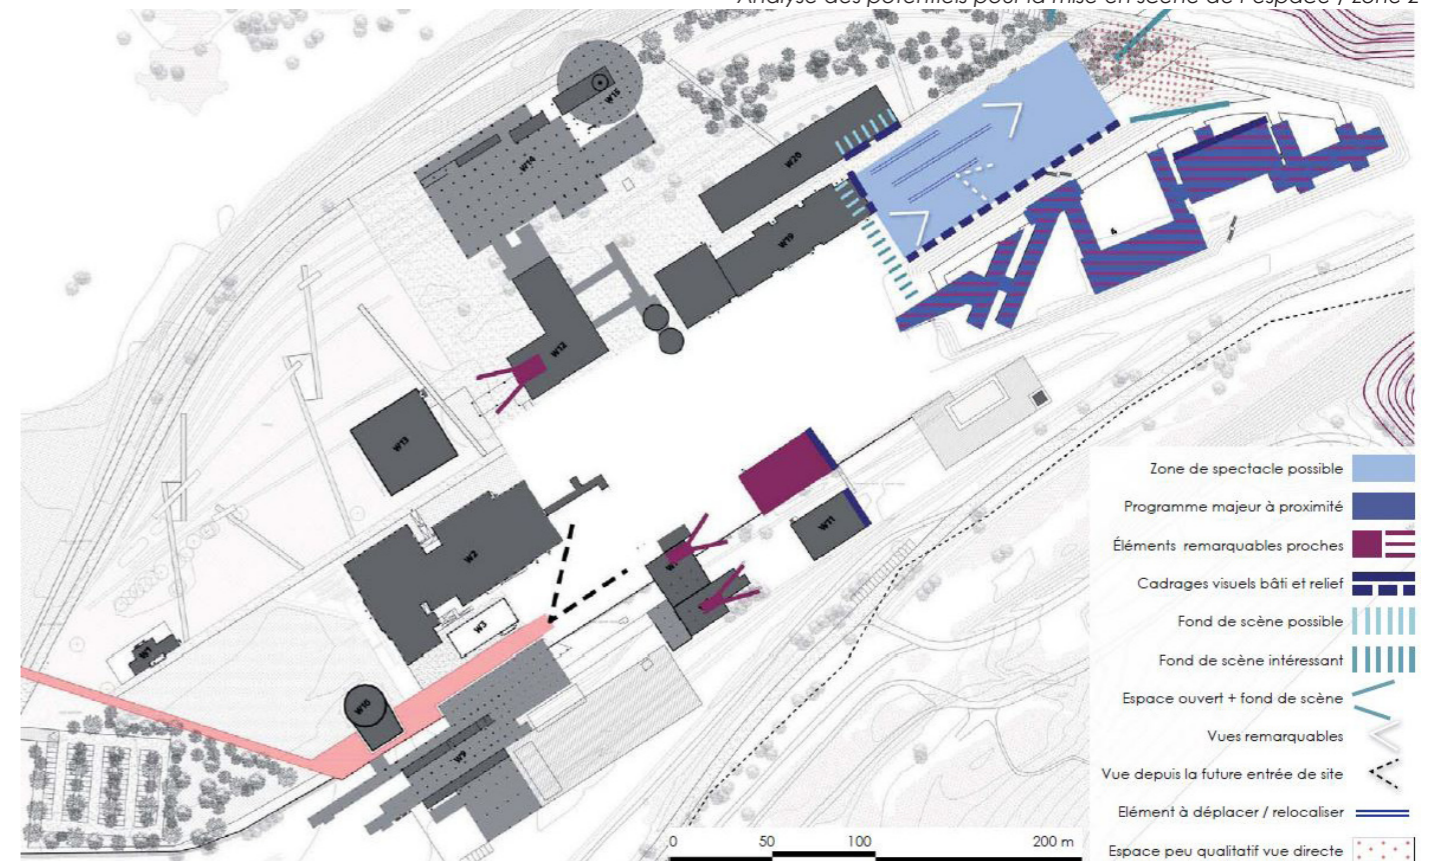 Analyse des potentiels pour la mise en scène de l'espace / zone 2
W15
W14
W20
W19
4
W12
W13
W2
W11
W3
W1
W10
W9
Zone de spectacle possible
Programme majeur à proximité
Éléments remarquables proches
Cadrages visuels bâti et relief
Fond de scène possible
Fond de scène intéressant
Espace ouvert + fond de scène
Vues remarquables
Vue depuis la future entrée de site
Elément à déplacer / relocaliser
Espace peu qualitatif vue directe
0 50 100 200 m